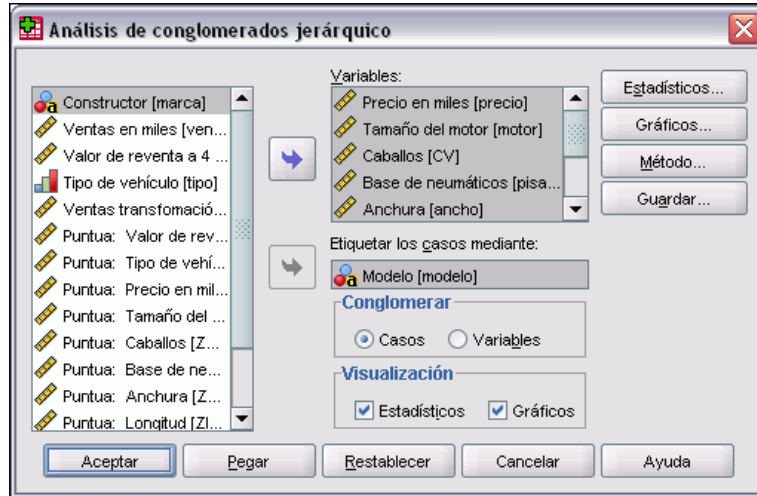 Análisis de conglomerados jerárquico
Constructor [marca]
Ventas en miles [ven...
Valor de reventa a 4 ...
Tipo de vehículo [tipo]
Ventas transfomació...
Puntua: Valor de rev...
Puntua: Tipo de vehí...
Puntua: Precio en mil...
Puntua: Tamaño del ...
Puntua: Caballos [Z...
Puntua: Base de ne...
Puntua: Anchura [Z...
Puntua: Longitud [Zl...
Variables:
Precio en miles [precio]
Tamaño del motor [motor]
Caballos [CV]
Base de neumáticos [pisa...
Anchura [ancho]
Etiquetar los casos mediante:
Modelo [modelo]
Conglomerar
Casos
Variables
Visualización
Estadísticos
Gráficos
Estadísticos...
Gráficos...
Método...
Guardar...
Aceptar
Pegar
Restablecer
Cancelar
Ayuda